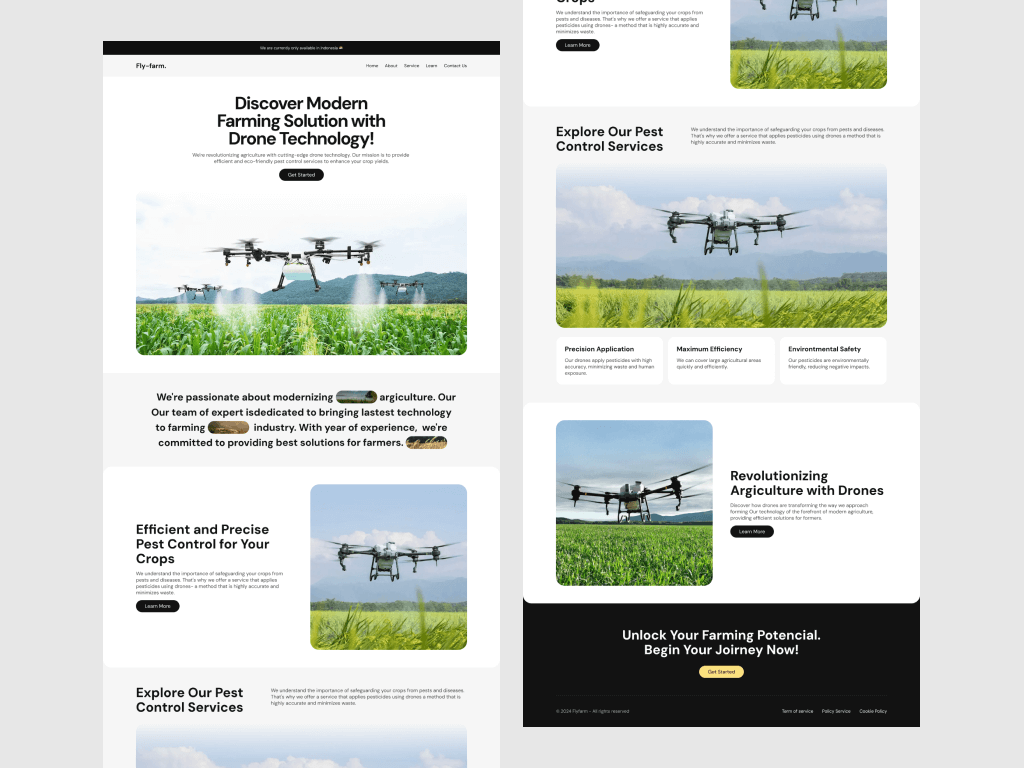 We are currently only available in Indonesia
Fly-farm.
Home About Service Learn Contact Us
Discover Modern
Farming Solution with
Drone Technology!
We're revolutionizing agriculture with cutting-edge drone technology. Our mission is to provide
efficient and eco-friendly pest control services to enhance your crop yields.
Get Started
We're passionate about modernizing argiculture. Our
Our team of expert isdedicated to bringing lastest technology
to farming industry. With year of experience, we're
committed to providing best solutions for farmers.
Efficient and Precise
Pest Control for Your
Crops
We understand the importance of safeguarding your crops from
pests and diseases. That's why we offer a service that applies
pesticides using drones- a method that is highly accurate and
minimizes waste.
Learn More
Explore Our Pest
Control Services
We understand the importance of safeguarding your crops from pests and diseases.
That's why we offer a service that applies pesticides using drones a method that is
highly accurate and minimizes waste.
Crops
We understand the importance of safeguarding your crops from
pests and diseases. That's why we offer a service that applies
pesticides using drones- a method that is highly accurate and
minimizes waste.
Learn More
Explore Our Pest
Control Services
We understand the importance of safeguarding your crops from pests and diseases.
That's why we offer a service that applies pesticides using drones a method that is
highly accurate and minimizes waste.
Precision Application
Our drones apply pesticides with high
accuracy, minimizing waste and human
exposure.
Maximum Efficiency
We can cover large agricultural areas
quickly and efficiently.
Environtmental Safety
Our pesticides are environmentally
friendly, reducing negative impacts.
Revolutionizing
Argiculture with Drones
Discover how drones are transforming the way we approach
forming Our technology of the forefront of modern agriculture,
providing efficient solutions for farmers.
Learn More
Unlock Your Farming Potencial.
Begin Your Joirney Now!
Get Started
© 2024 Flyfarm - All rights reserved
Term of service Policy Service Cookie Policy